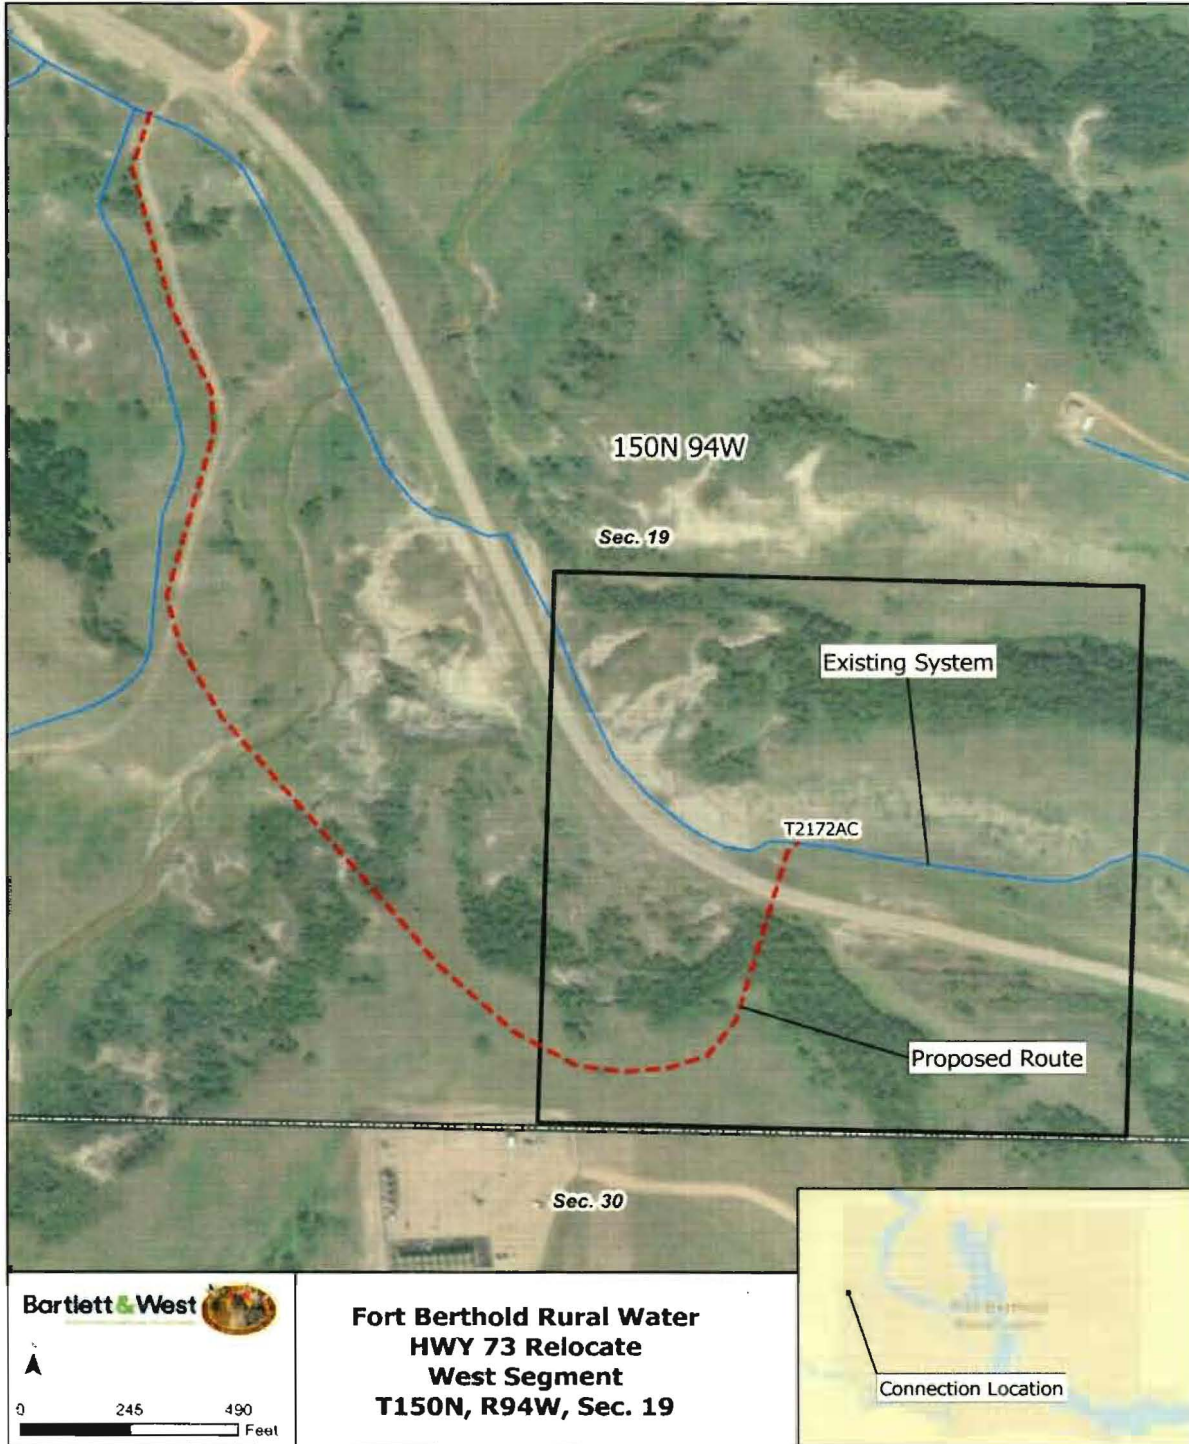 150N 94W
Sec. 19
Existing System
T2172AC
Proposed Route
Sec. 30
Bartlett&West
0 245 490
Feet
Fort Berthold Rural Water
HWY 73 Relocate
West Segment
T150N, R94W, Sec. 19
Connection Location